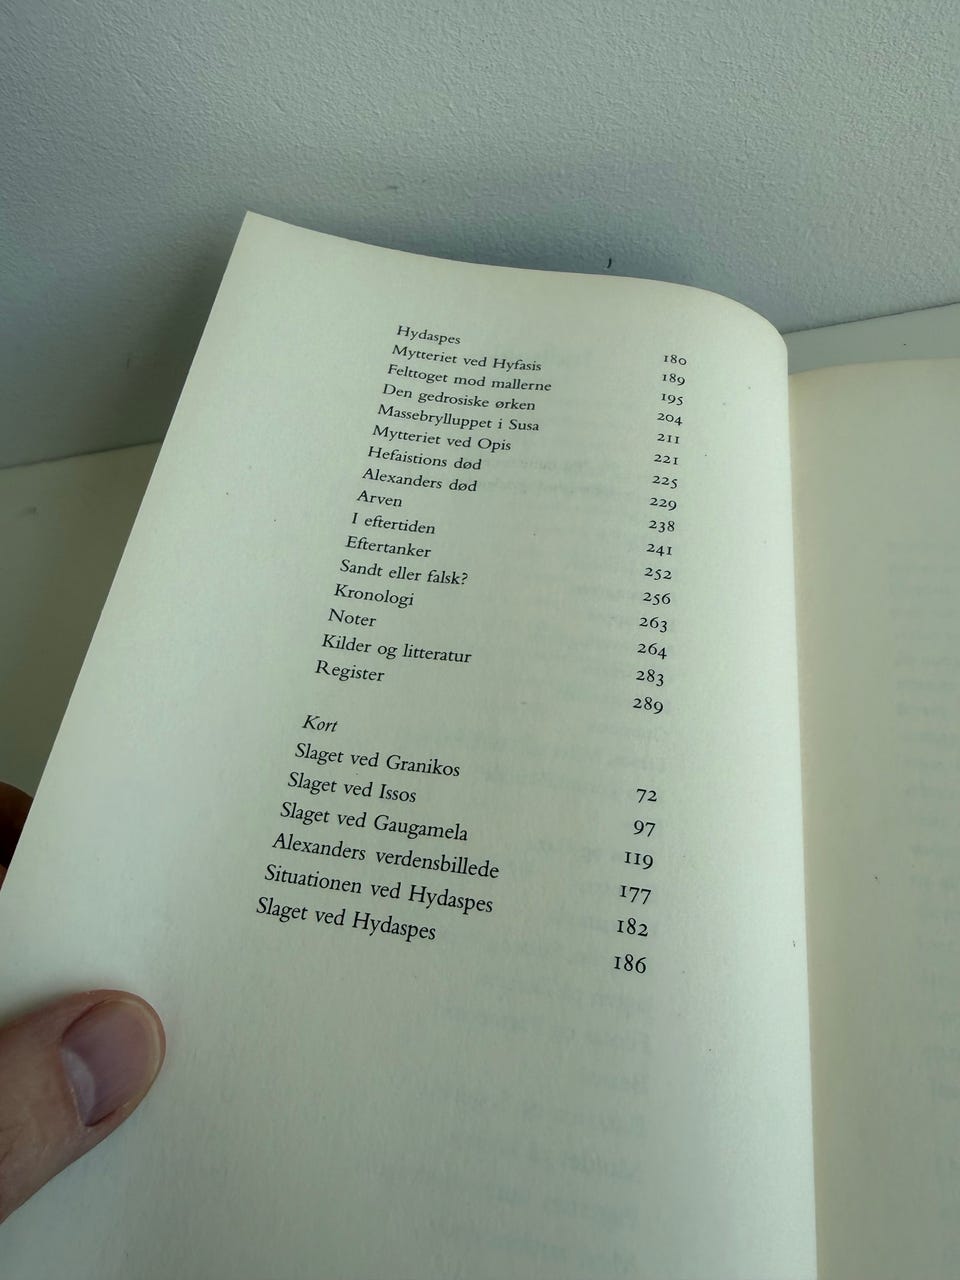 Hydaspes 180
Mytteriet ved Hyfasis 189
Felttoget mod mallerne 195
Den gedrosiske ørken 204
Massebrylluppet i Susa 211
Mytteriet ved Opis 221
Hefaistions død 225
Alexanders død 229
Arven 238
I eftertiden 241
Eftertanker 252
Sandt eller falsk? 256
Kronologi 263
Noter 264
Kilder og litteratur 283
Register 289
Kort
Slaget ved Granikos 72
Slaget ved Issos 97
Slaget ved Gaugamela 119
Alexanders verdensbillede 177
Situationen ved Hydaspes 182
Slaget ved Hydaspes 186